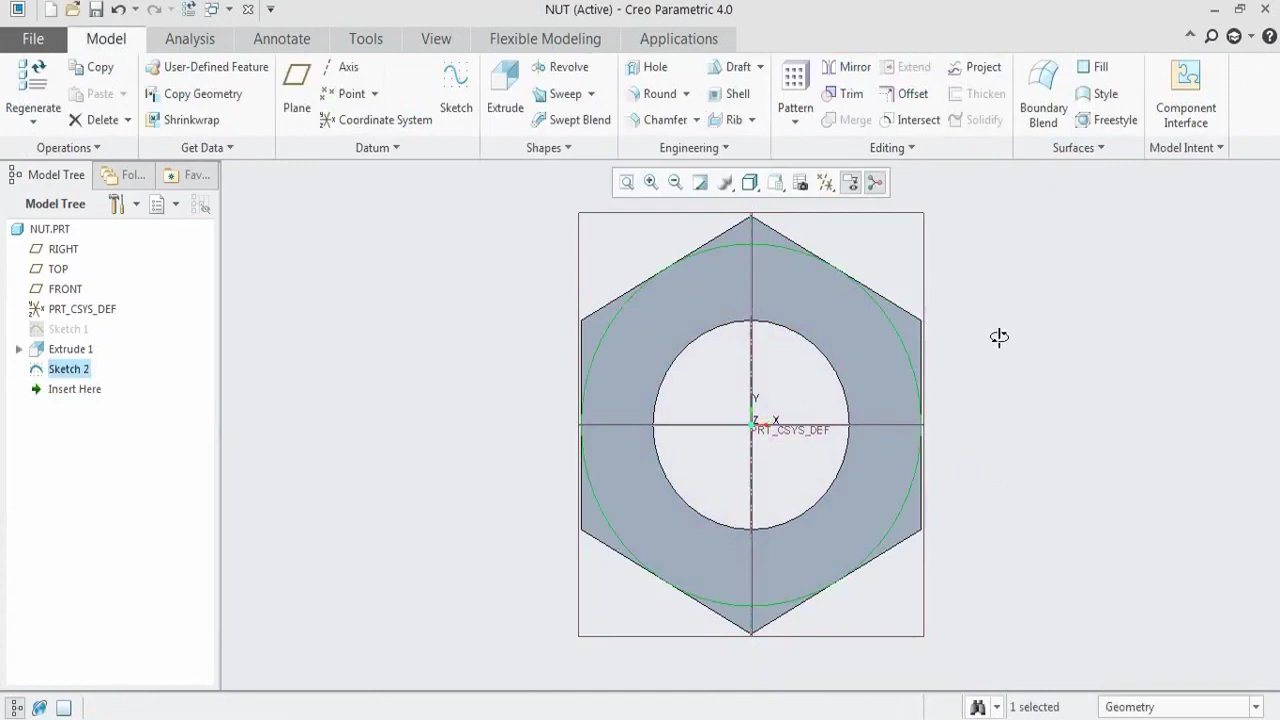 NUT (Active) - Creo Parametric 4.0
File Model Analysis Annotate Tools View Flexible Modeling Applications
Regenerate
Copy
Paste
Delete
Operations
User-Defined Feature
Copy Geometry
Shrinkwrap
Get Data
Plane
Axis
Point
Coordinate System
Sketch
Datum
Extrude
Revolve
Sweep
Swept Blend
Shapes
Hole
Round
Chamfer
Draft
Shell
Rib
Engineering
Pattern
Mirror
Trim
Merge
Extend
Offset
Intersect
Project
Thicken
Solidify
Editing
Boundary
Blend
Fill
Style
Freestyle
Surfaces
Component
Interface
Model Intent
Model Tree Fol... Fav...
Model Tree
NUT.PRT
RIGHT
TOP
FRONT
PRT_CSYS_DEF
Sketch 1
Extrude 1
Sketch 2
Insert Here
Y
Z X
PRT_CSYS_DEF
1 selected
Geometry